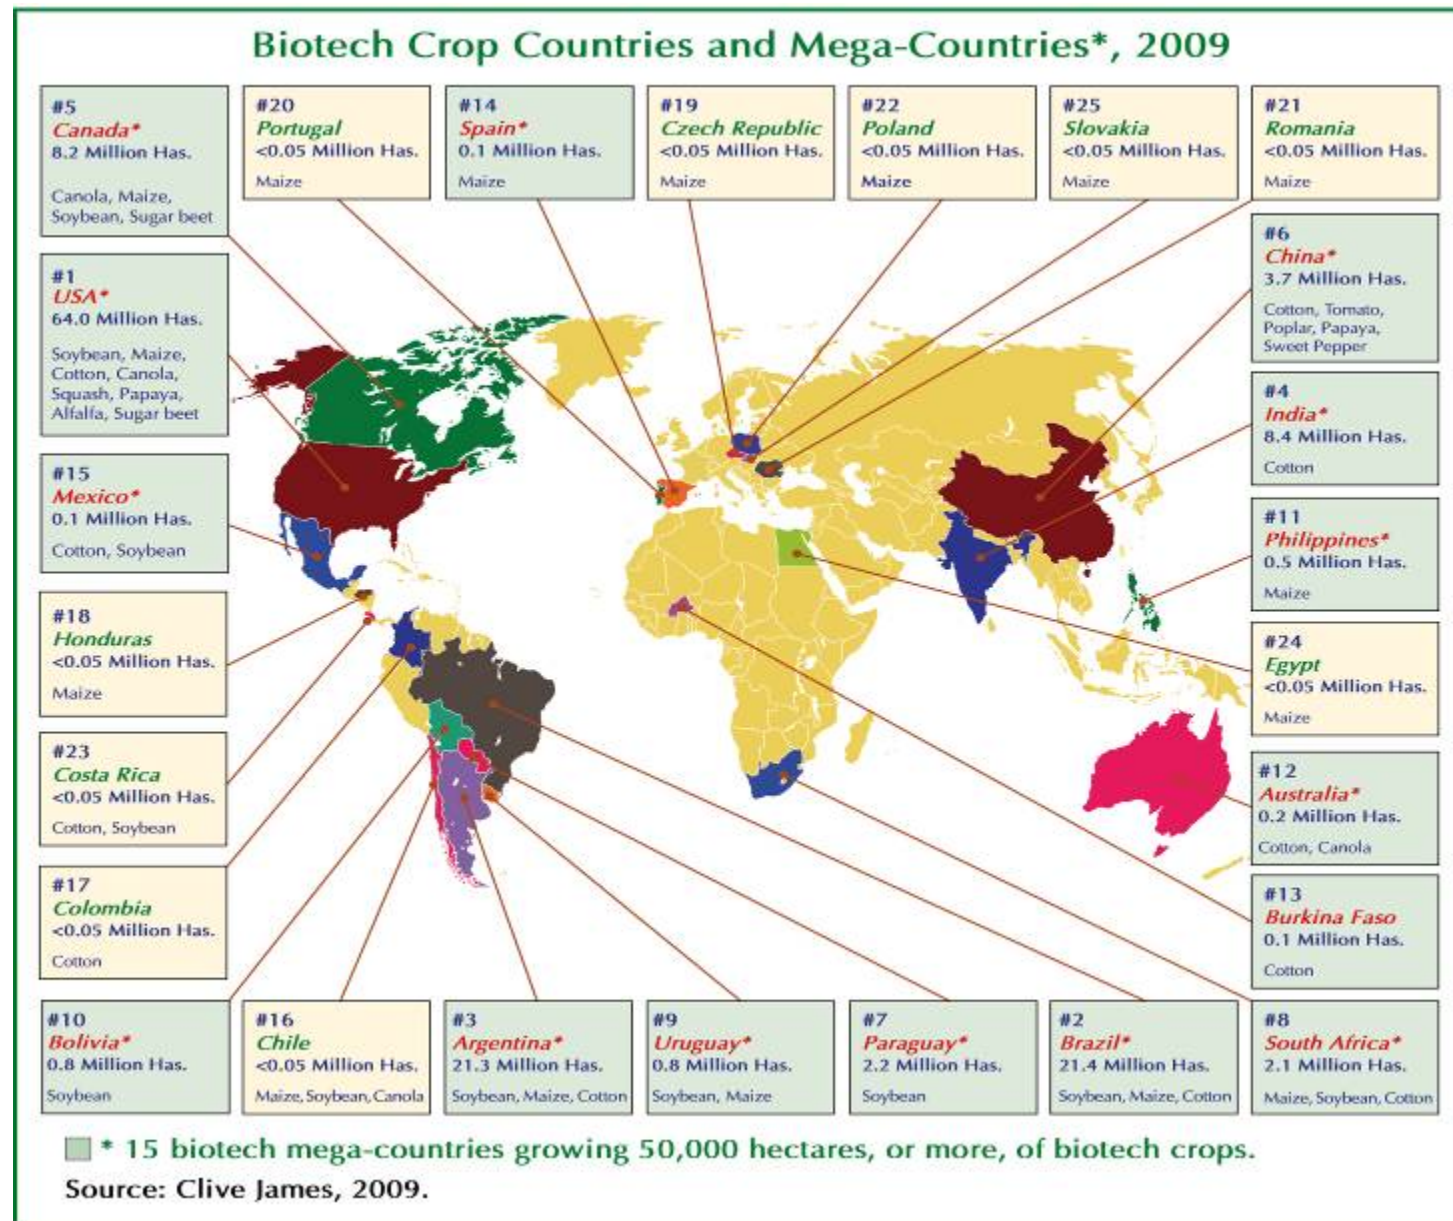 Biotech Crop Countries and Mega-Countries*, 2009
#5
Canada*
8.2 Million Has.
Canola, Maize,
Soybean, Sugar beet
#20
Portugal
<0.05 Million Has.
Maize
#14
Spain*
0.1 Million Has.
Maize
#19
Czech Republic
<0.05 Million Has.
Maize
#22
Poland
<0.05 Million Has.
Maize
#25
Slovakia
<0.05 Million Has.
Maize
#21
Romania
<0.05 Million Has.
Maize
#1
USA*
64.0 Million Has.
Soybean, Maize,
Cotton, Canola,
Squash, Papaya,
Alfalfa, Sugar beet
#15
Mexico*
0.1 Million Has.
Cotton, Soybean
#18
Honduras
<0.05 Million Has.
Maize
#23
Costa Rica
<0.05 Million Has.
Cotton, Soybean
#17
Colombia
<0.05 Million Has.
Cotton
#6
China*
3.7 Million Has.
Cotton, Tomato,
Poplar, Papaya,
Sweet Pepper
#4
India*
8.4 Million Has.
Cotton
#11
Philippines*
0.5 Million Has.
Maize
#24
Egypt
<0.05 Million Has.
Maize
#12
Australia*
0.2 Million Has.
Cotton, Canola
#13
Burkina Faso
0.1 Million Has.
Cotton
#10
Bolivia*
0.8 Million Has.
Soybean
#16
Chile
<0.05 Million Has.
Maize, Soybean, Canola
#3
Argentina*
21.3 Million Has.
Soybean, Maize, Cotton
#9
Uruguay*
0.8 Million Has.
Soybean, Maize
#7
Paraguay*
2.2 Million Has.
Soybean
#2
Brazil*
21.4 Million Has.
Soybean, Maize, Cotton
#8
South Africa*
2.1 Million Has.
Maize, Soybean, Cotton
* 15 biotech mega-countries growing 50,000 hectares, or more, of biotech crops.
Source: Clive James, 2009.